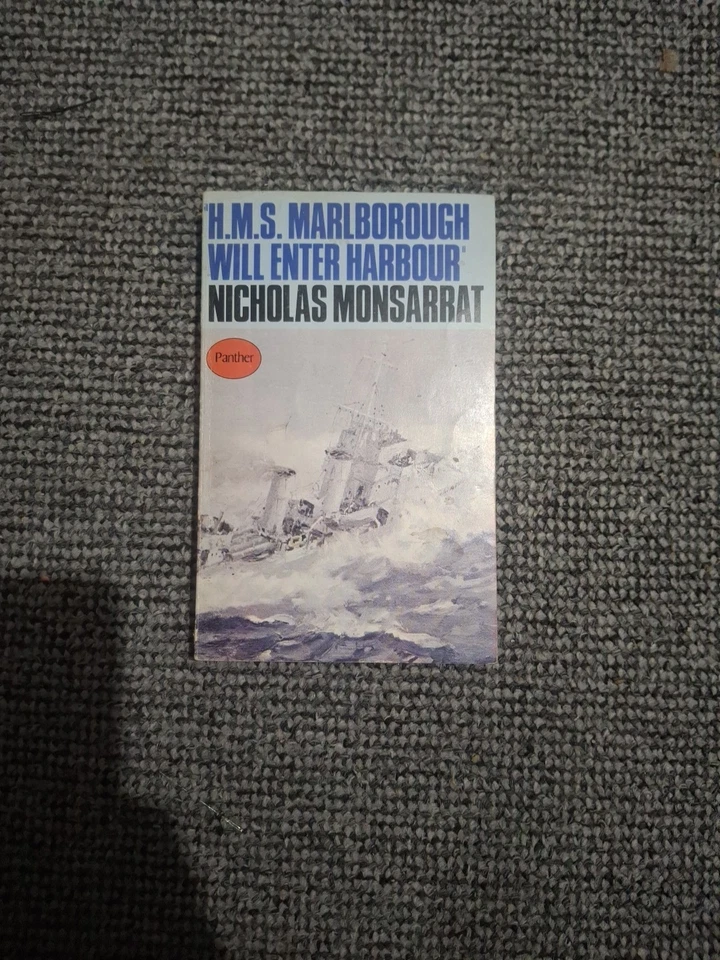 'H.M.S. MARLBOROUGH
WILL ENTER HARBOUR'
NICHOLAS MONSARRAT
Panther